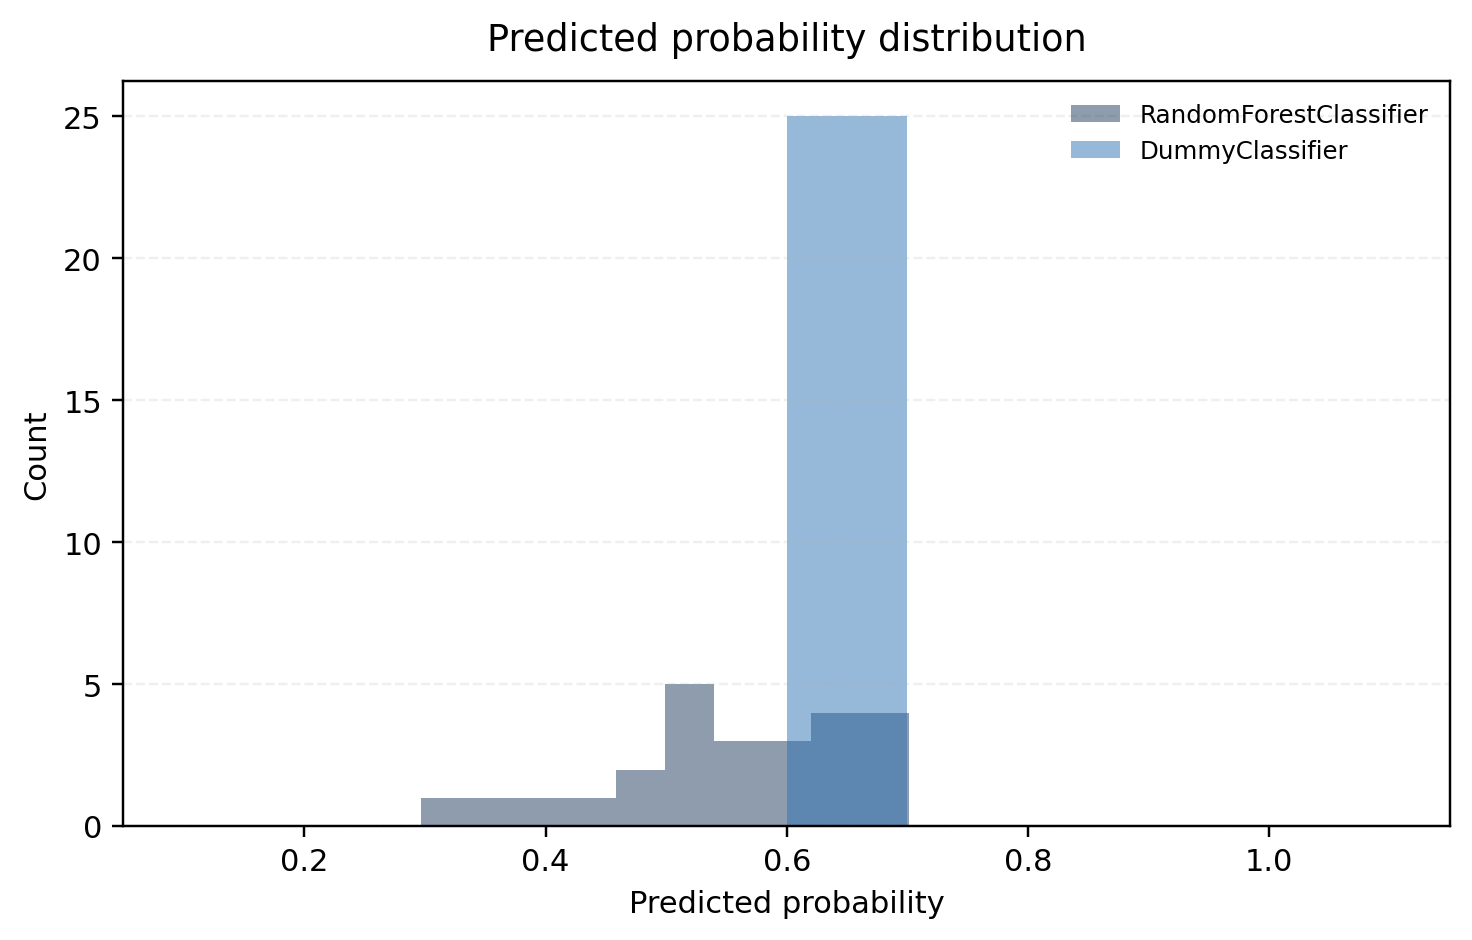 Predicted probability distribution
RandomForestClassifier
DummyClassifier
Count
25
20
15
10
5
0
0.2 0.4 0.6 0.8 1.0
Predicted probability